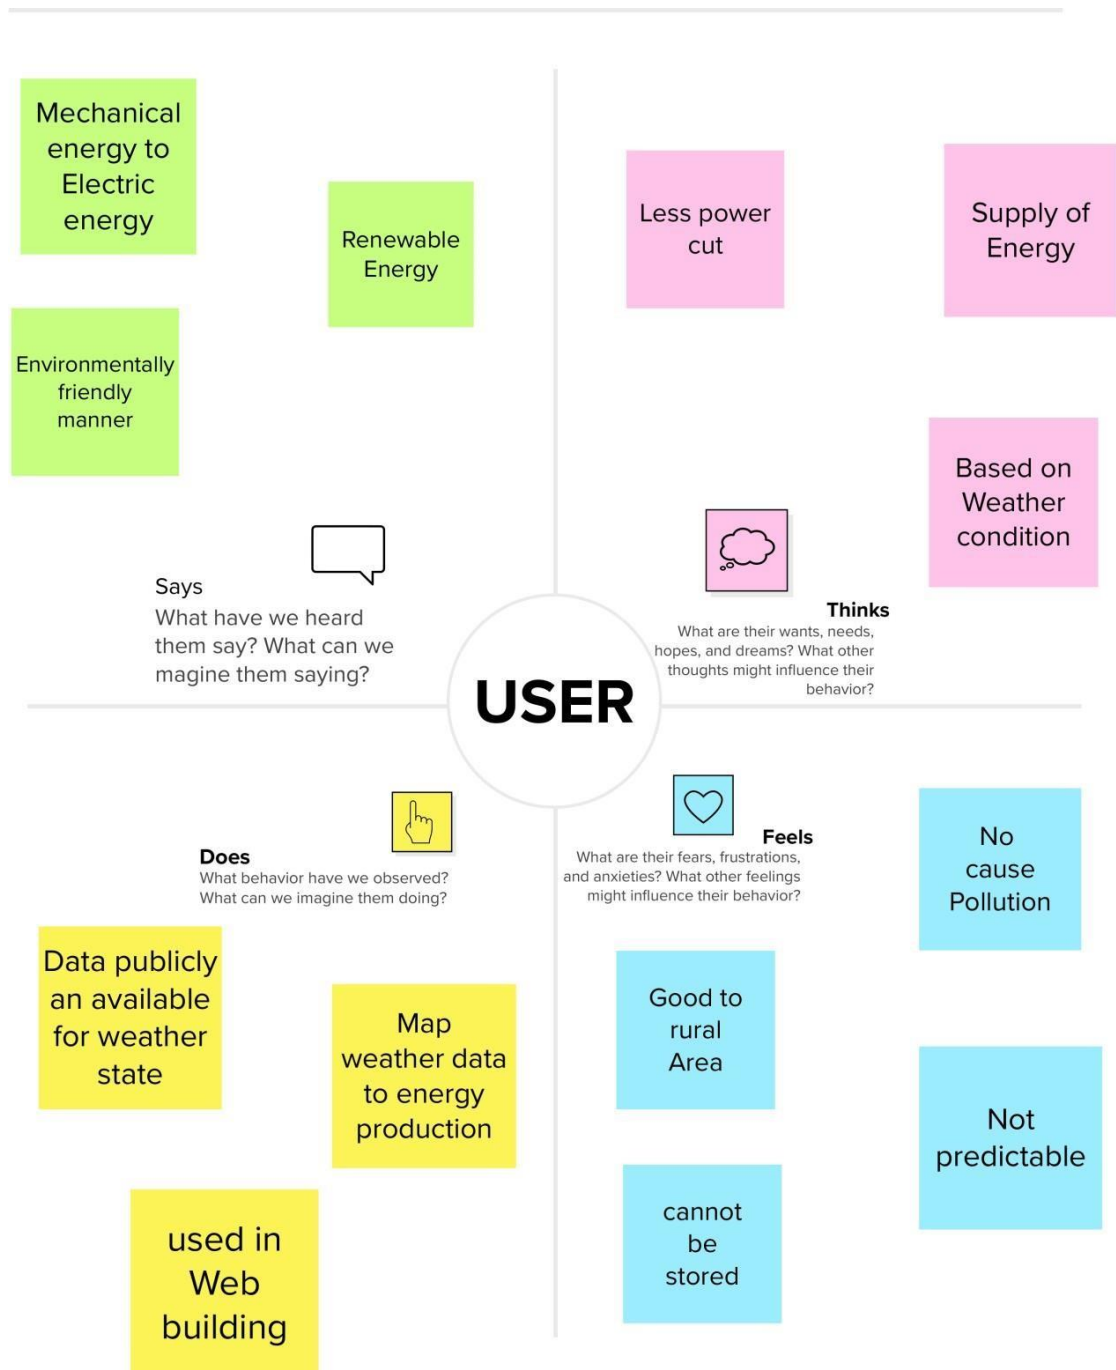 Mechanical
energy to
Electric
energy
Renewable
Energy
Environmentally
friendly
manner
Says
What have we heard
them say? What can we
magine them saying?
Less power
cut
Supply of
Energy
Based on
Weather
condition
Thinks
What are their wants, needs,
hopes, and dreams? What other
thoughts might influence their
behavior?
USER
Does
What behavior have we observed?
What can we imagine them doing?
Data publicly
an available
for weather
state
Map
weather data
to energy
production
used in
Web
building
Feels
What are their fears, frustrations,
and anxieties? What other feelings
might influence their behavior?
No
cause
Pollution
Good to
rural
Area
Not
predictable
cannot
be
stored